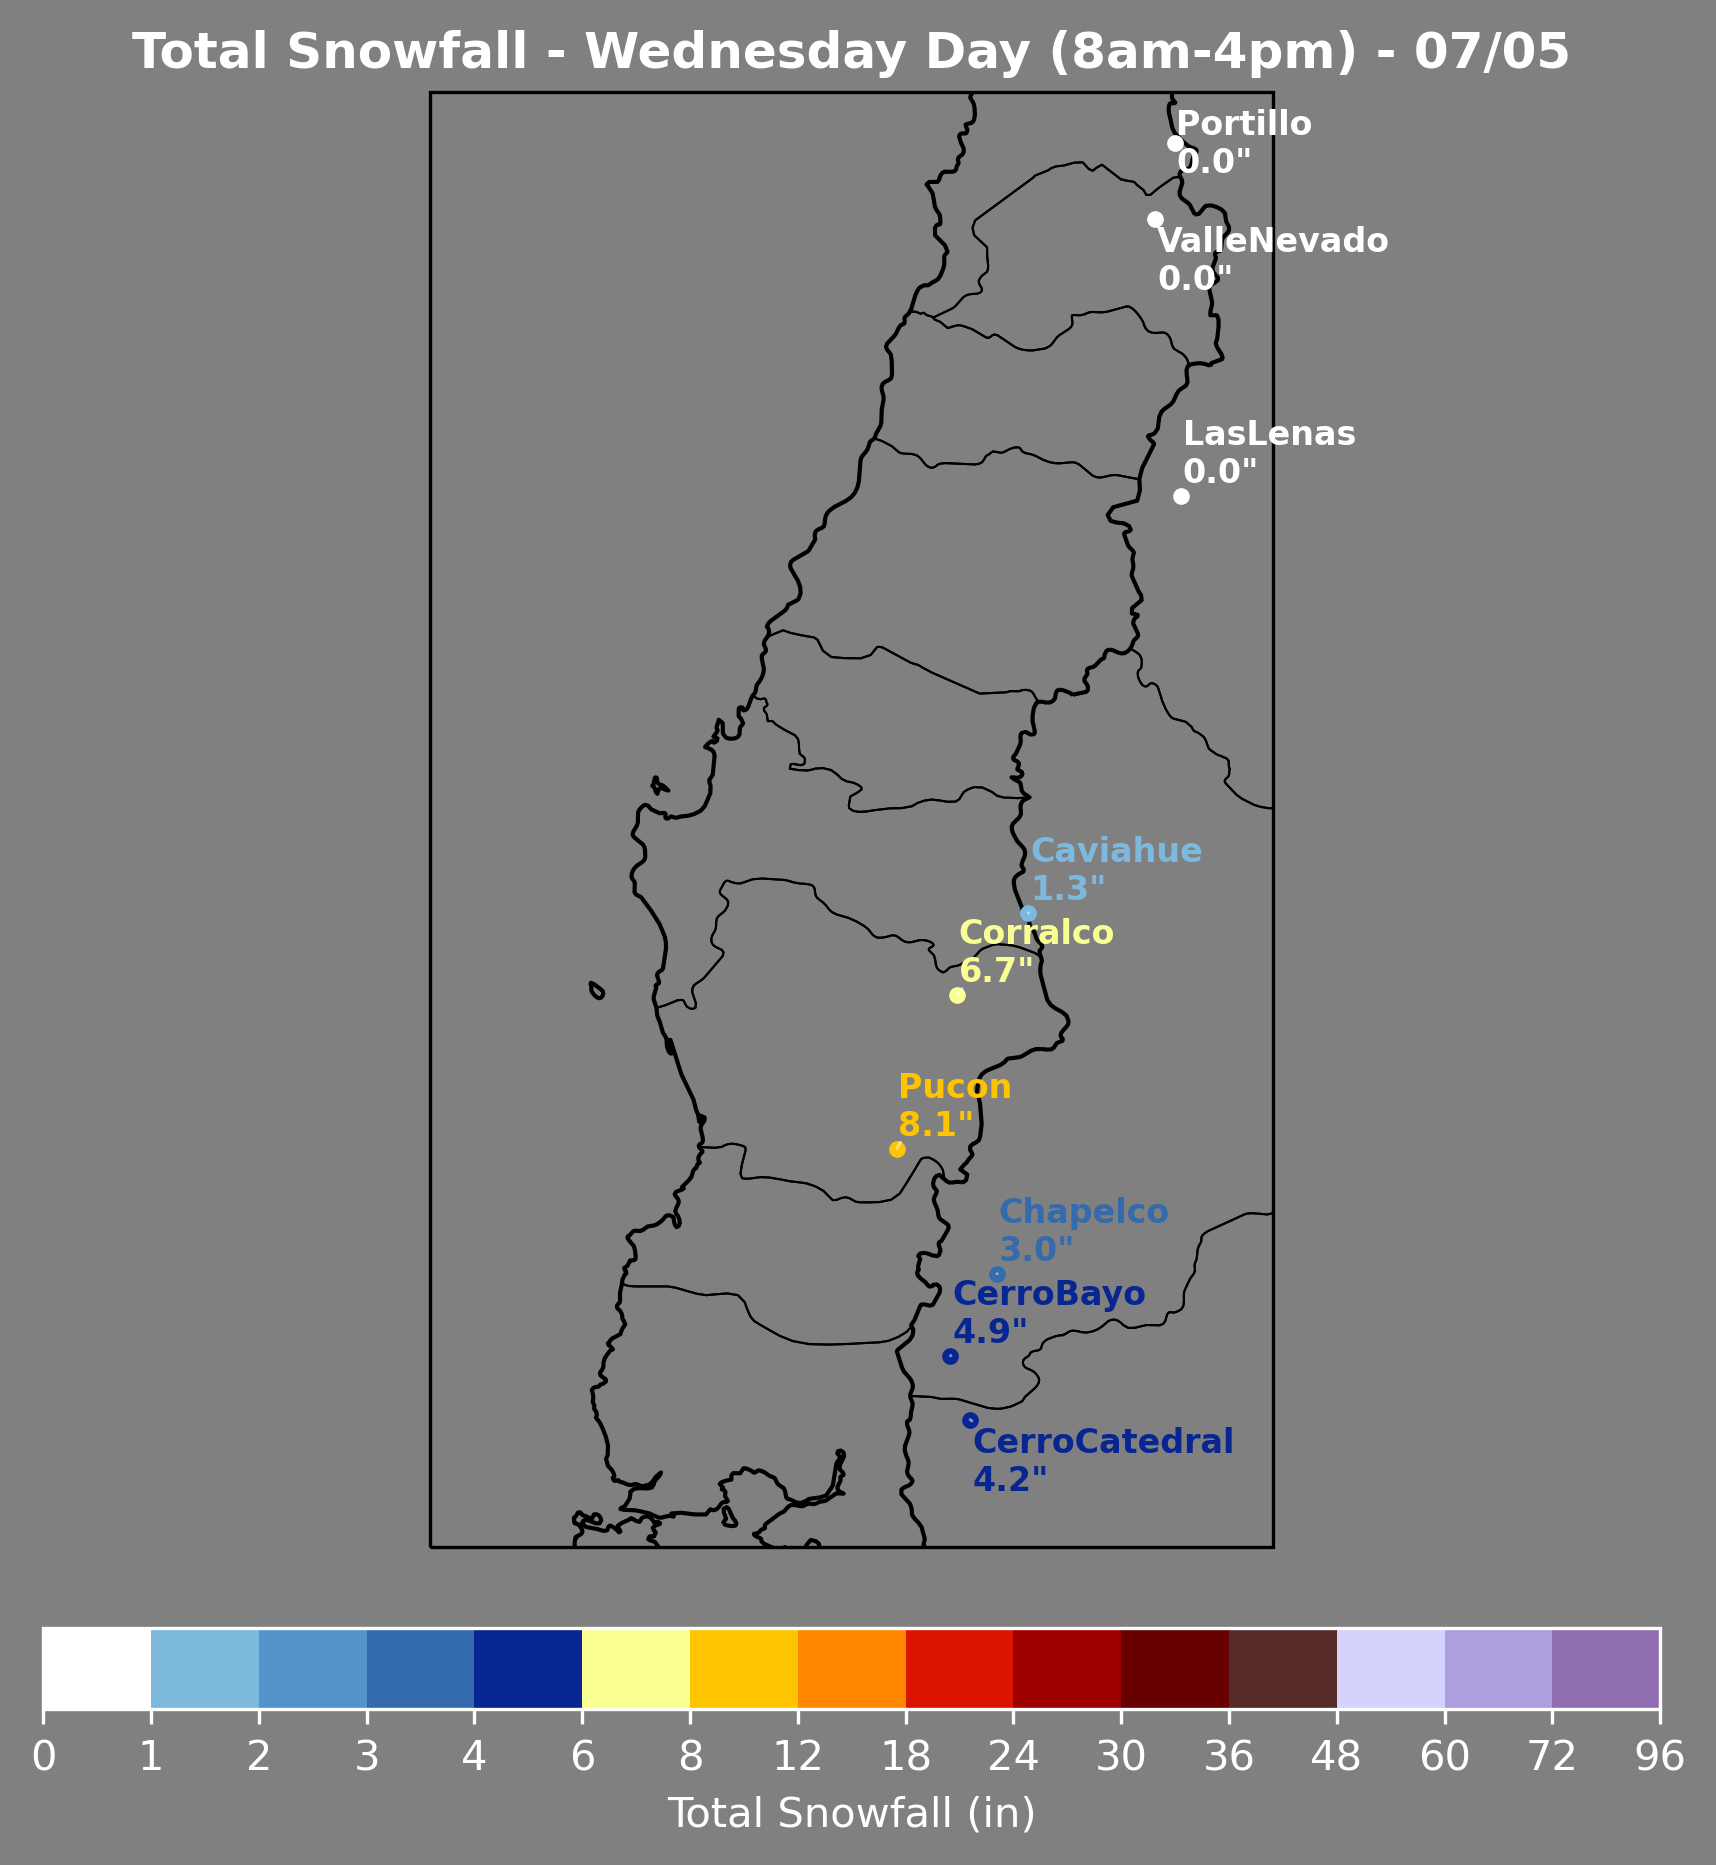 Total Snowfall - Wednesday Day (8am-4pm) - 07/05
Portillo
0.0"
ValleNevado
0.0"
LasLenas
0.0"
Caviahue
1.3"
Corralco
6.7"
Pucon
8.1"
Chapelco
3.0"
CerroBayo
4.9"
CerroCatedral
4.2"
0 1 2 3 4 6 8 12 18 24 30 36 48 60 72 96
Total Snowfall (in)